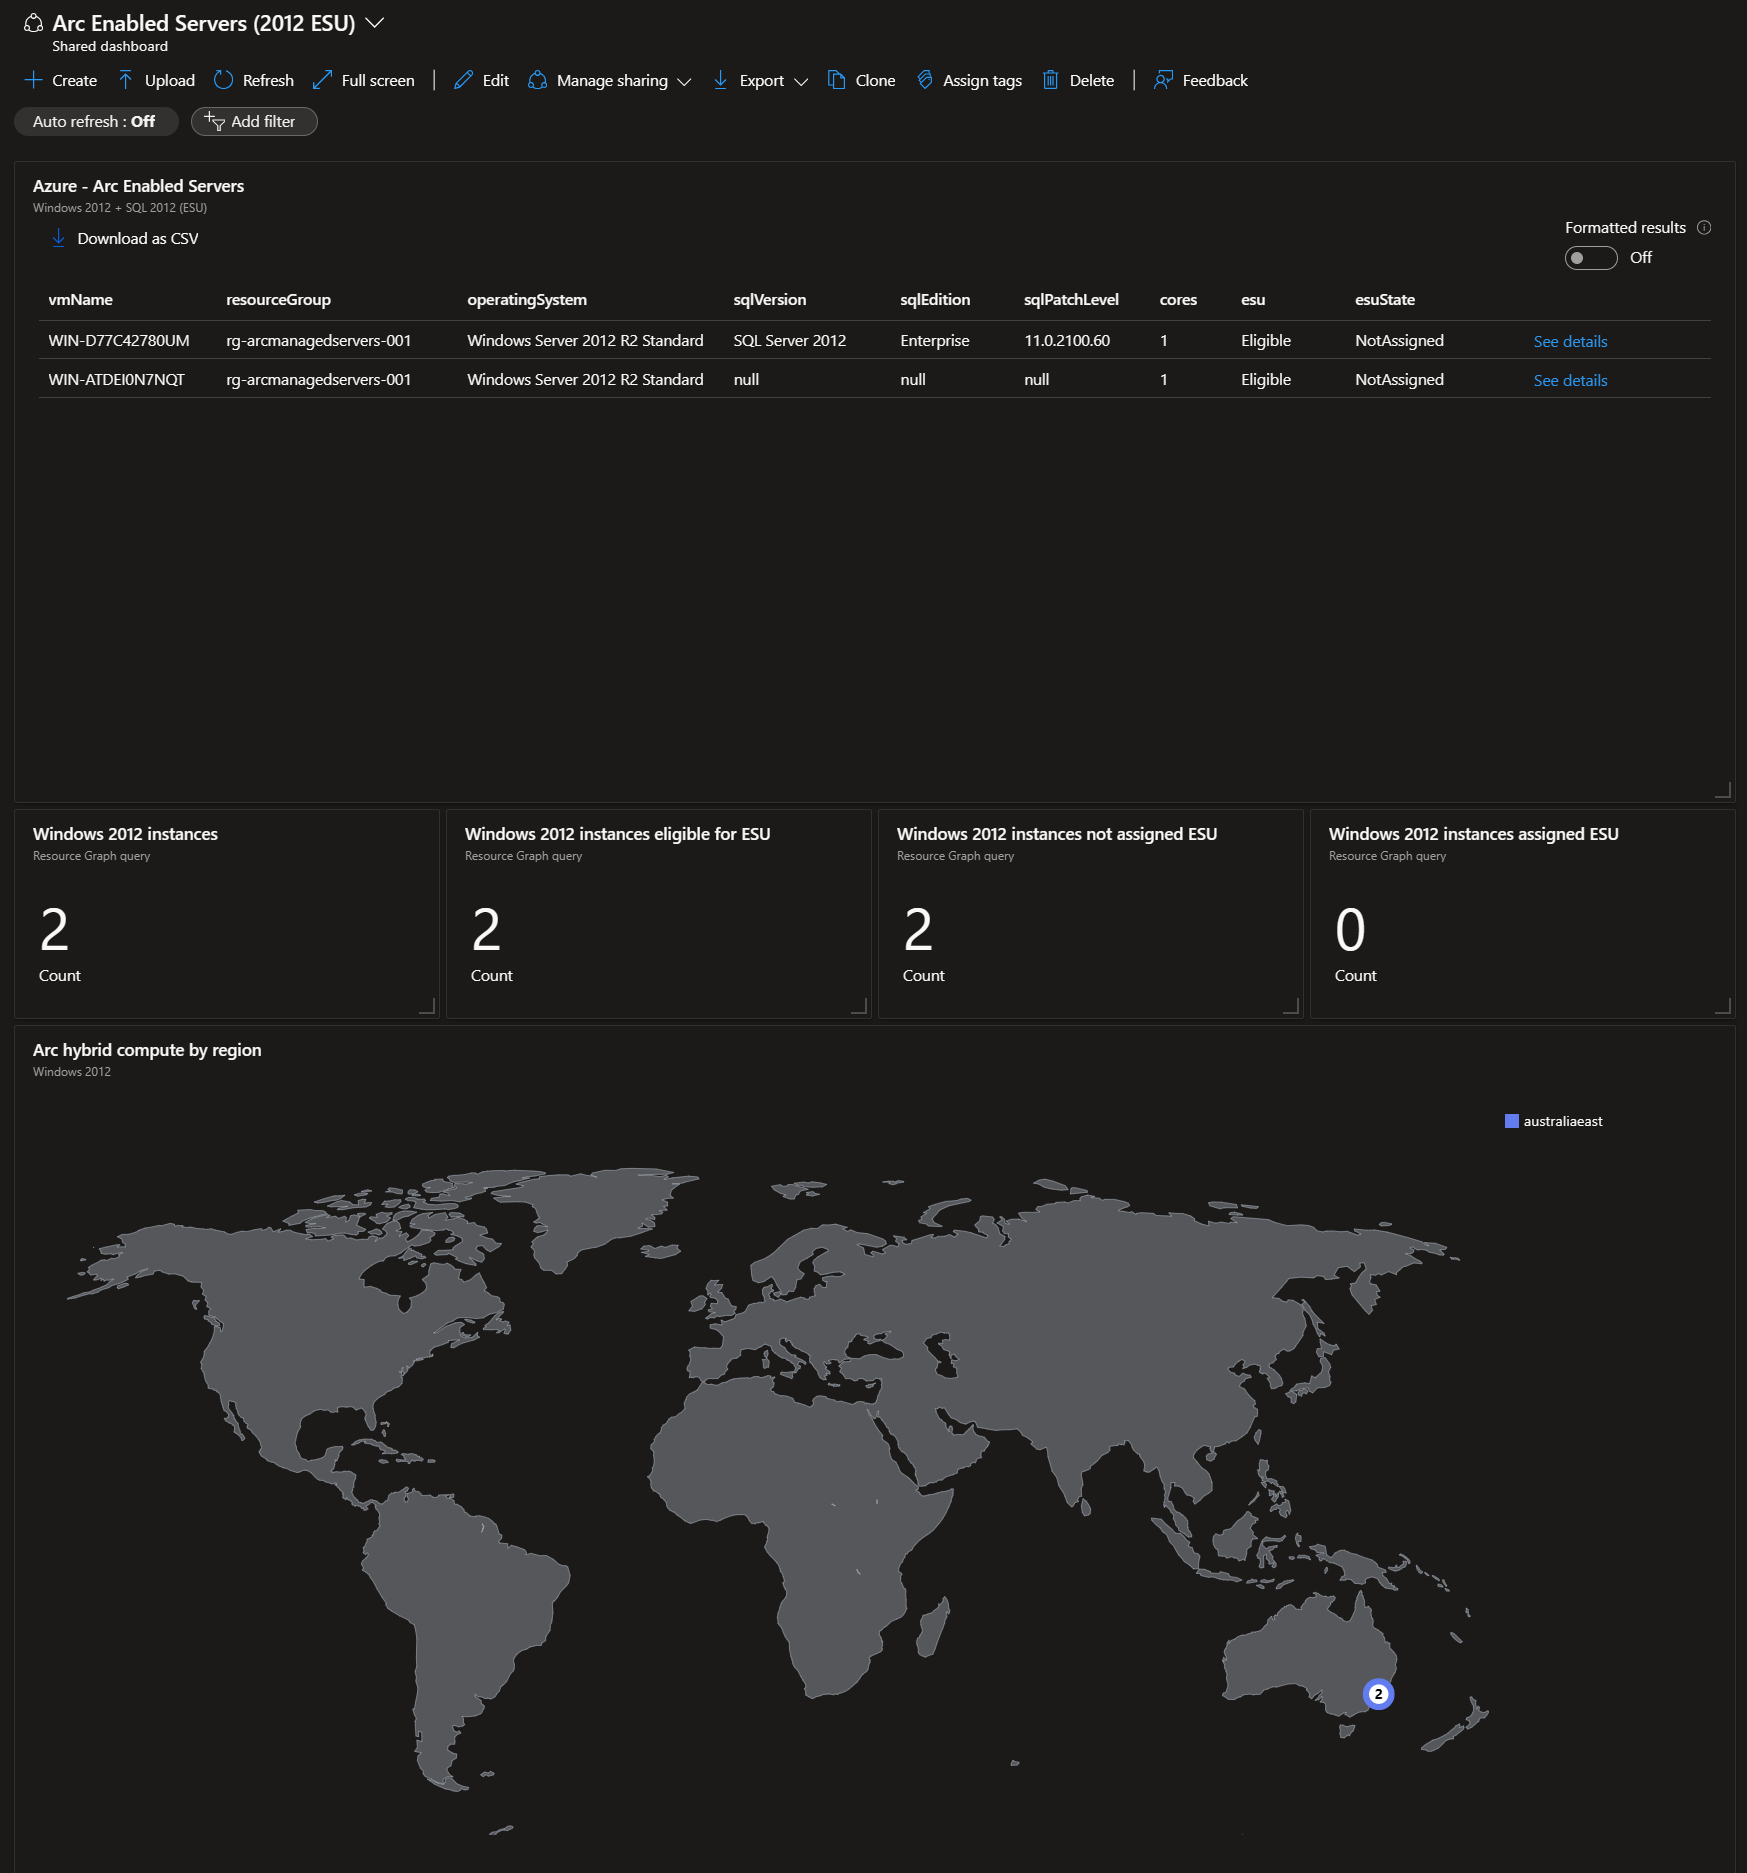 Arc Enabled Servers (2012 ESU)
Shared dashboard
Create Upload Refresh Full screen Edit Manage sharing Export Clone Assign tags Delete Feedback
Auto refresh : Off Add filter
Azure - Arc Enabled Servers
Windows 2012 + SQL 2012 (ESU)
Download as CSV
Formatted results
Off
vmName resourceGroup operatingSystem sqlVersion sqlEdition sqlPatchLevel cores esu esuState
WIN-D77C42780UM rg-arcmanagedservers-001 Windows Server 2012 R2 Standard SQL Server 2012 Enterprise 11.0.2100.60 1 Eligible NotAssigned See details
WIN-ATDEI0N7NQT rg-arcmanagedservers-001 Windows Server 2012 R2 Standard null null null 1 Eligible NotAssigned See details
Windows 2012 instances
Resource Graph query
2
Count
Windows 2012 instances eligible for ESU
Resource Graph query
2
Count
Windows 2012 instances not assigned ESU
Resource Graph query
2
Count
Windows 2012 instances assigned ESU
Resource Graph query
0
Count
Arc hybrid compute by region
Windows 2012
australiaeast
2